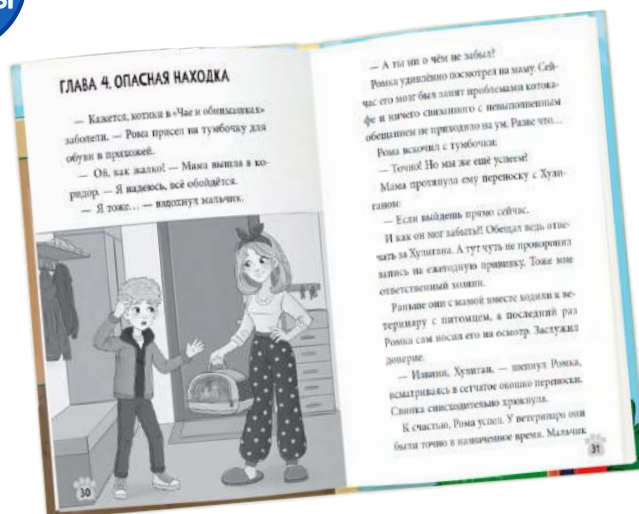 Ы
ГЛАВА 4. ОПАСНАЯ НАХОДКА
— Кажется, котики в «Чае и обнимашках»
заболели. — Рома присел на тумбочку для
обуви в прихожей.
— Ой, как жалко! — Мама вышла в ко-
ридор. — Я надеюсь, всё обойдётся.
— Я тоже... — вздохнул мальчик.
30
— А ты ни о чём не забыл?
Ромка удивлённо посмотрел на маму. Сей-
час его мозг был занят проблемами котока-
фе и ничего связанного с невыполненным
обещанием не приходило на ум. Разве что...
Рома вскочил с тумбочки:
— Точно! Но мы же ещё успеем?
Мама протянула ему переноску с Хули-
ганом:
— Если выйдешь прямо сейчас.
И как он мог забыть?! Обещал ведь отве-
чать за Хулигана. А тут чуть не проворонил
запись на ежегодную прививку. Тоже мне
ответственный хозяин.
Раньше они с мамой вместе ходили к ве-
теринару с питомцем, а последний раз
Ромка сам носил его на осмотр. Заслужил
доверие.
— Извини, Хулиган, — шепнул Ромка,
всматриваясь в сетчатое окошко переноски.
Свинка снисходительно хрюкнула.
К счастью, Рома успел. У ветеринара они
были точно в назначенное время. Мальчик
31